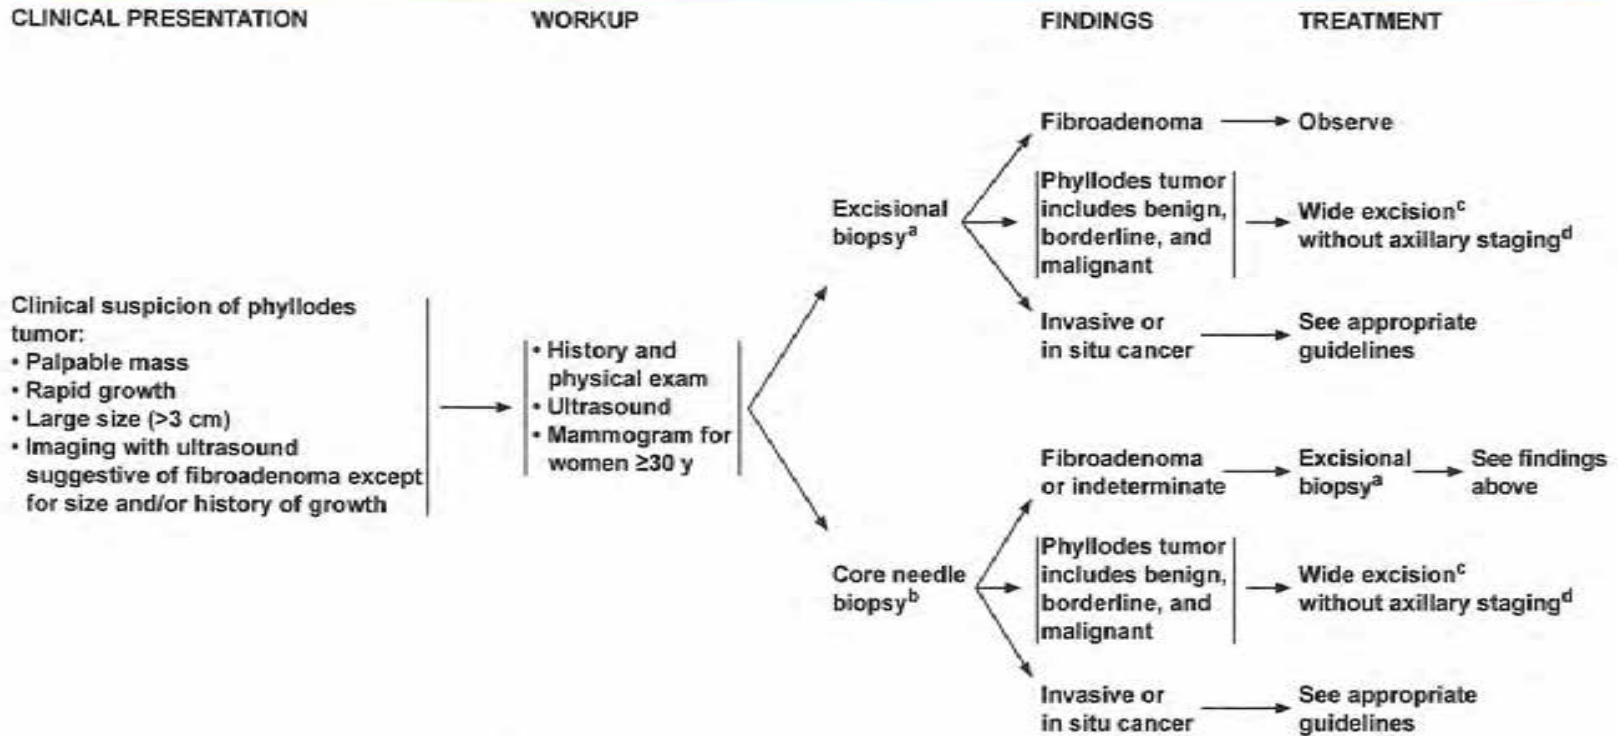 CLINICAL PRESENTATION
WORKUP
FINDINGS
TREATMENT
Clinical suspicion of phyllodes
tumor:
• Palpable mass
• Rapid growth
• Large size (>3 cm)
• Imaging with ultrasound
suggestive of fibroadenoma except
for size and/or history of growth
• History and
physical exam
• Ultrasound
• Mammogram for
women ≥30 y
Excisional
biopsyᵃ
Fibroadenoma
Observe
Phyllodes tumor
includes benign,
borderline, and
malignant
Wide excisionᶜ
without axillary stagingᵈ
Invasive or
in situ cancer
See appropriate
guidelines
Core needle
biopsyᵇ
Fibroadenoma
or indeterminate
Excisional
biopsyᵃ
See findings
above
Phyllodes tumor
includes benign,
borderline, and
malignant
Wide excisionᶜ
without axillary stagingᵈ
Invasive or
in situ cancer
See appropriate
guidelines